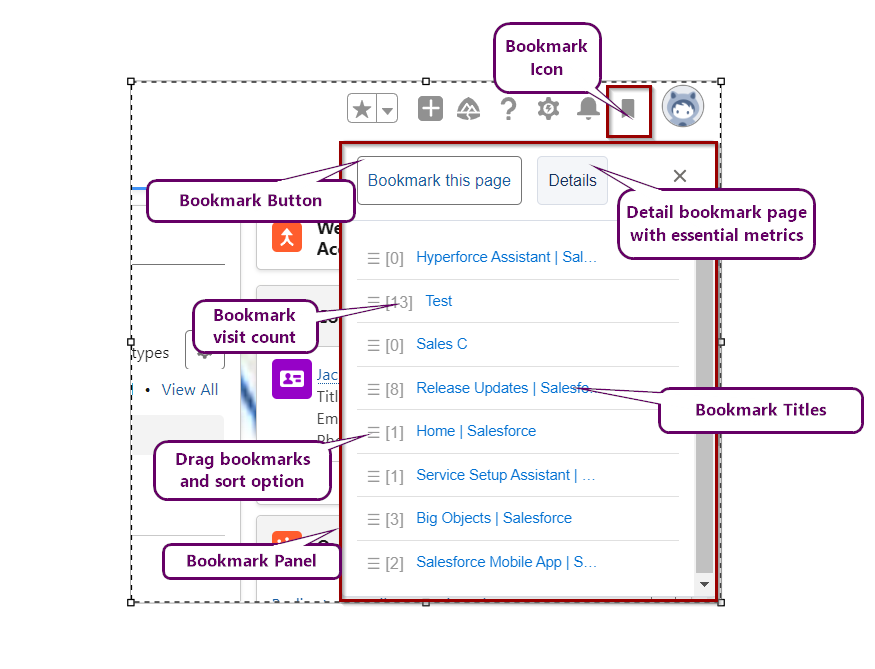 Bookmark
Icon
Bookmark this page
Details
Bookmark Button
Detail bookmark page
with essential metrics
We
Acc
[0] Hyperforce Assistant | Sal...
[13] Test
Bookmark
visit count
[0] Sales C
types
[8] Release Updates | Salesfo...
Jac
• View All
Titl
Bookmark Titles
Em
Pho
[1] Home | Salesforce
Drag bookmarks
and sort option
[1] Service Setup Assistant | ...
[3] Big Objects | Salesforce
Bookmark Panel
[2] Salesforce Mobile App | S...